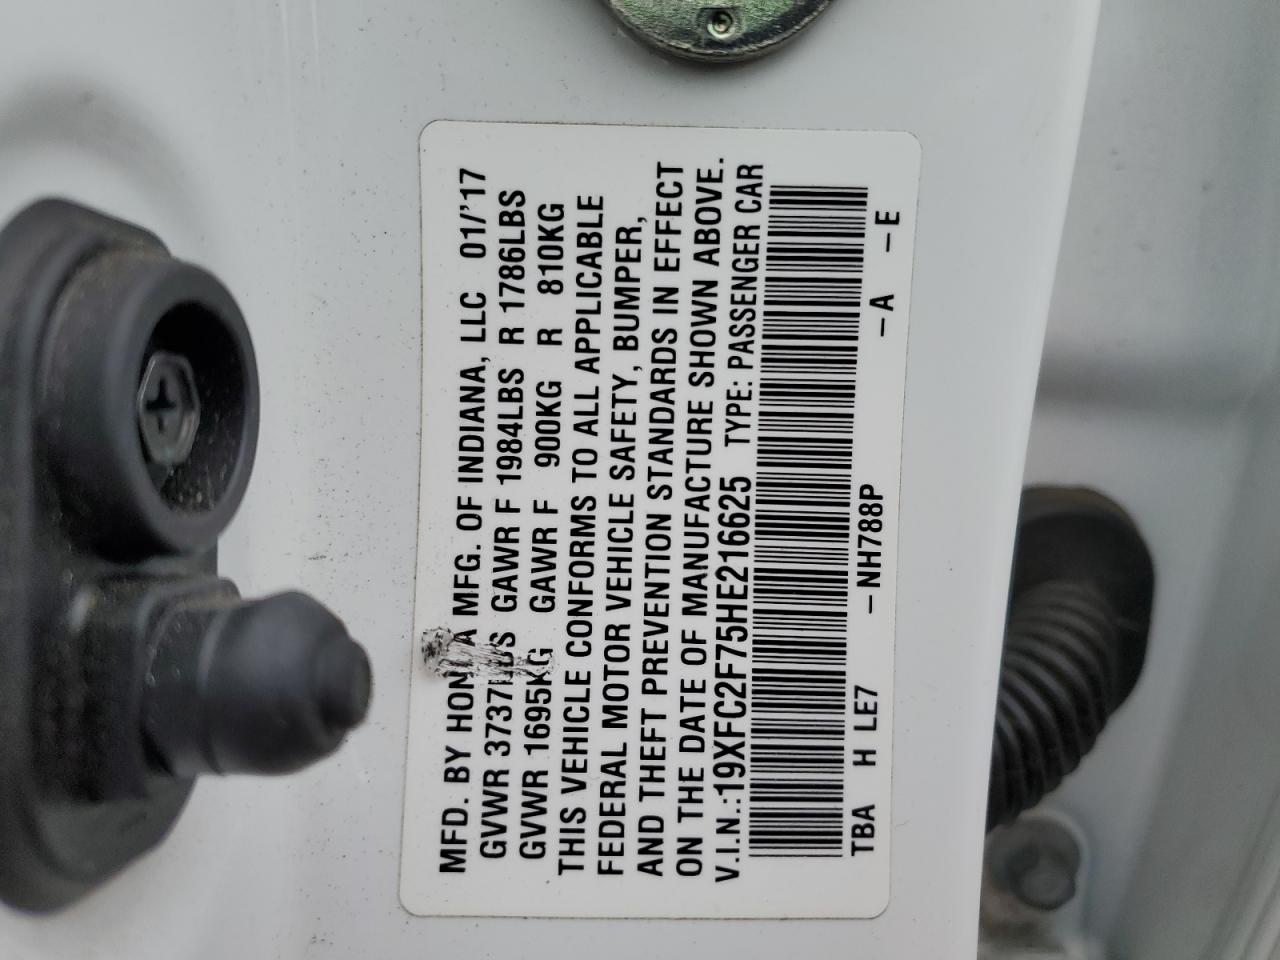 MFD. BY HONDA MFG. OF INDIANA, LLC 01/'17
GVWR 3737LBS GAWR F 1984LBS R 1786LBS
GVWR 1695KG GAWR F 900KG R 810KG
THIS VEHICLE CONFORMS TO ALL APPLICABLE
FEDERAL MOTOR VEHICLE SAFETY, BUMPER,
AND THEFT PREVENTION STANDARDS IN EFFECT
ON THE DATE OF MANUFACTURE SHOWN ABOVE.
V.I.N.:19XFC2F75HE216625 TYPE: PASSENGER CAR
TBA H LE7 –NH788P –A –E